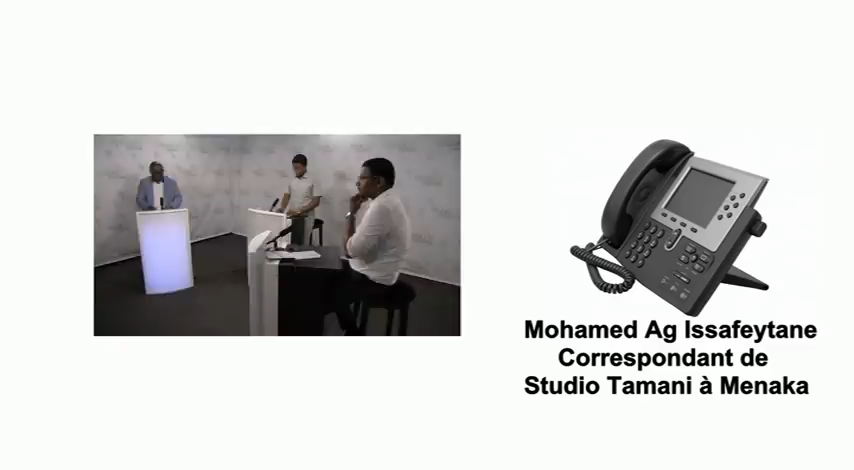 Mohamed Ag Issafeytane
Correspondant de
Studio Tamani à Menaka